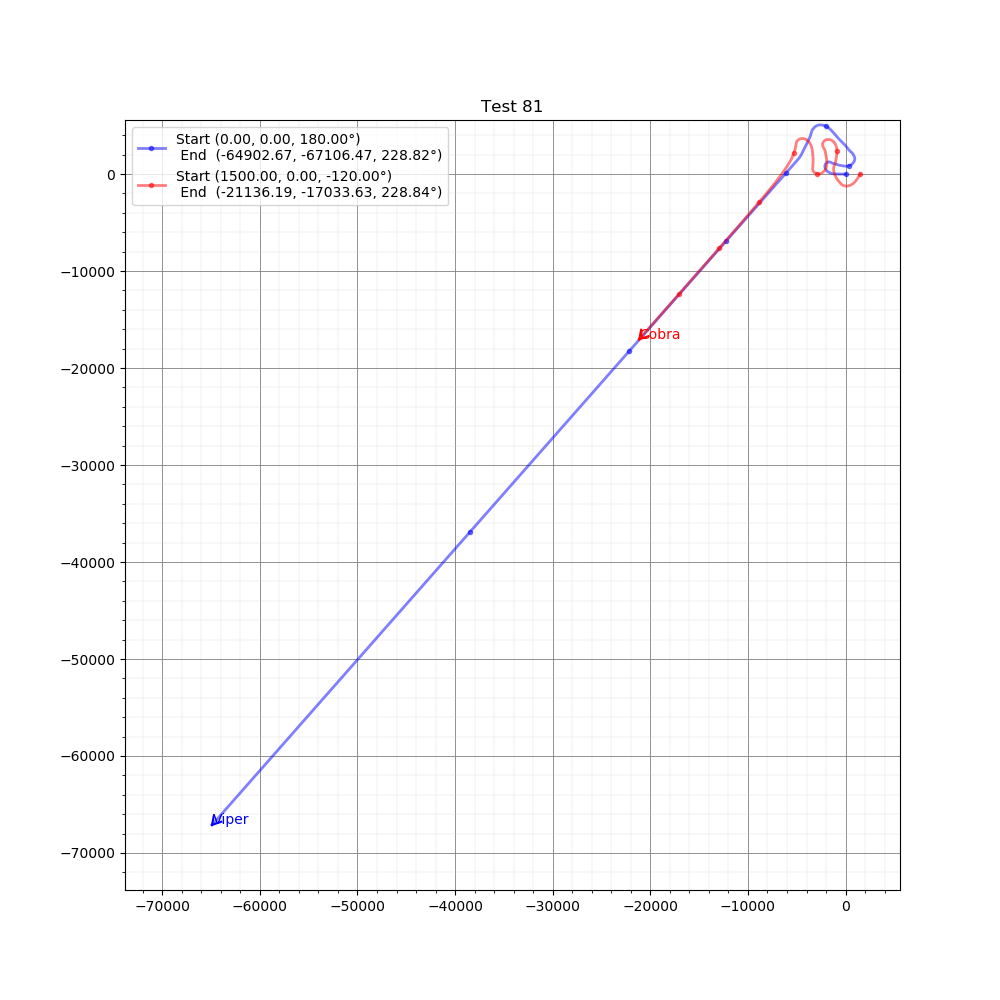 Test 81
Start (0.00, 0.00, 180.00°)
End (-64902.67, -67106.47, 228.82°)
Start (1500.00, 0.00, -120.00°)
End (-21136.19, -17033.63, 228.84°)
0
−10000
−20000
−30000
−40000
−50000
−60000
−70000
Cobra
Viper
−70000 −60000 −50000 −40000 −30000 −20000 −10000 0